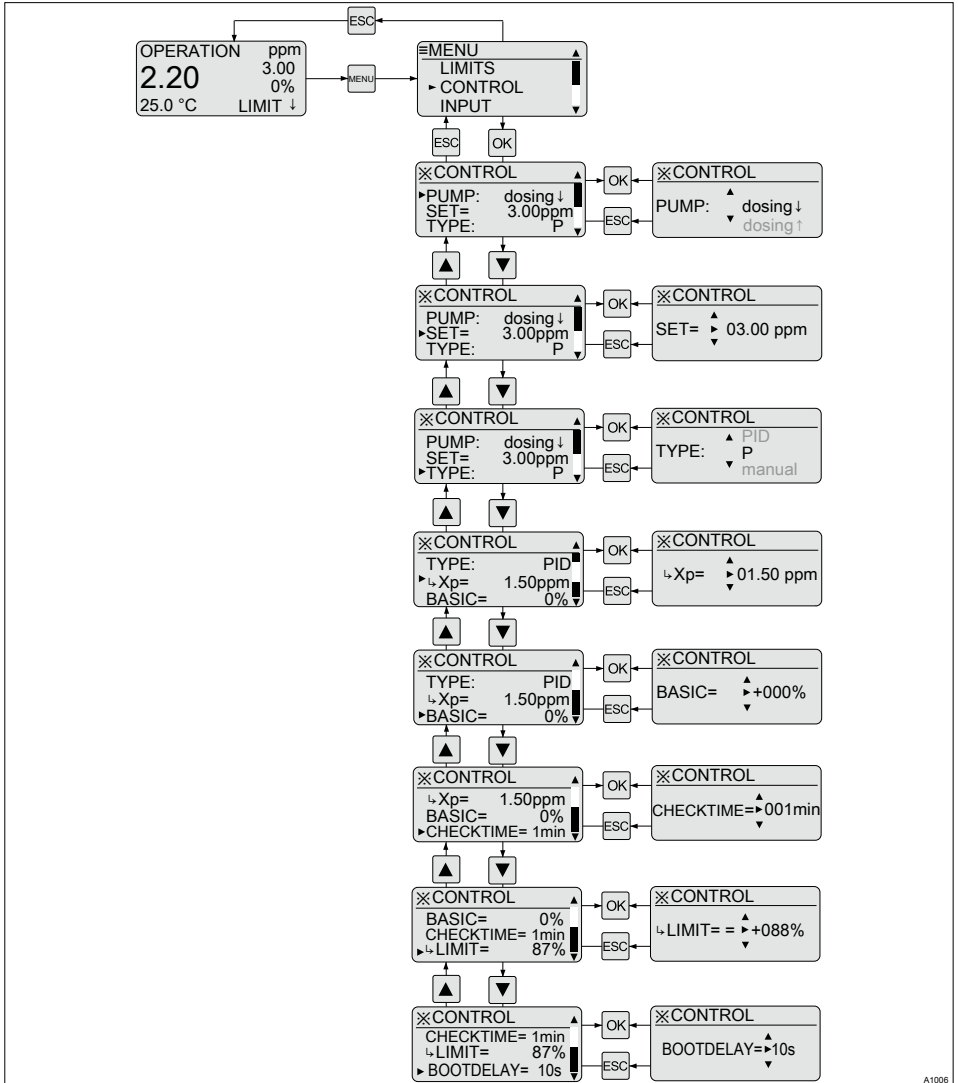 ESC
OPERATION ppm
2.20 3.00
0%
25.0 °C LIMIT ↓
MENU
≡MENU ▲
LIMITS
► CONTROL
INPUT ▼
ESC OK
※CONTROL ▲
►PUMP: dosing↓
SET= 3.00ppm
TYPE: P ▼
OK
ESC
※CONTROL
▲
PUMP: dosing↓
▼ dosing↑
▲ ▼
※CONTROL ▲
PUMP: dosing↓
►SET= 3.00ppm
TYPE: P ▼
OK
ESC
※CONTROL
▲
SET= ► 03.00 ppm
▼
▲ ▼
※CONTROL ▲
PUMP: dosing↓
SET= 3.00ppm
►TYPE: P ▼
OK
ESC
※CONTROL
▲ PID
TYPE: P
▼ manual
▲ ▼
※CONTROL ▲
TYPE: PID
►↳Xp= 1.50ppm
BASIC= 0% ▼
OK
ESC
※CONTROL
▲
↳Xp= ► 01.50 ppm
▼
▲ ▼
※CONTROL ▲
TYPE: PID
↳Xp= 1.50ppm
►BASIC= 0% ▼
OK
ESC
※CONTROL
▲
BASIC= ►+000%
▼
▲ ▼
※CONTROL ▲
↳Xp= 1.50ppm
BASIC= 0%
►CHECKTIME= 1min ▼
OK
ESC
※CONTROL
▲
CHECKTIME=►001min
▼
▲ ▼
※CONTROL ▲
BASIC= 0%
CHECKTIME= 1min
►↳LIMIT= 87% ▼
OK
ESC
※CONTROL
▲
↳LIMIT= = ►+088%
▼
▲ ▼
※CONTROL ▲
CHECKTIME= 1min
↳LIMIT= 87%
► BOOTDELAY= 10s ▼
OK
ESC
※CONTROL
▲
BOOTDELAY=►10s
▼
A1006